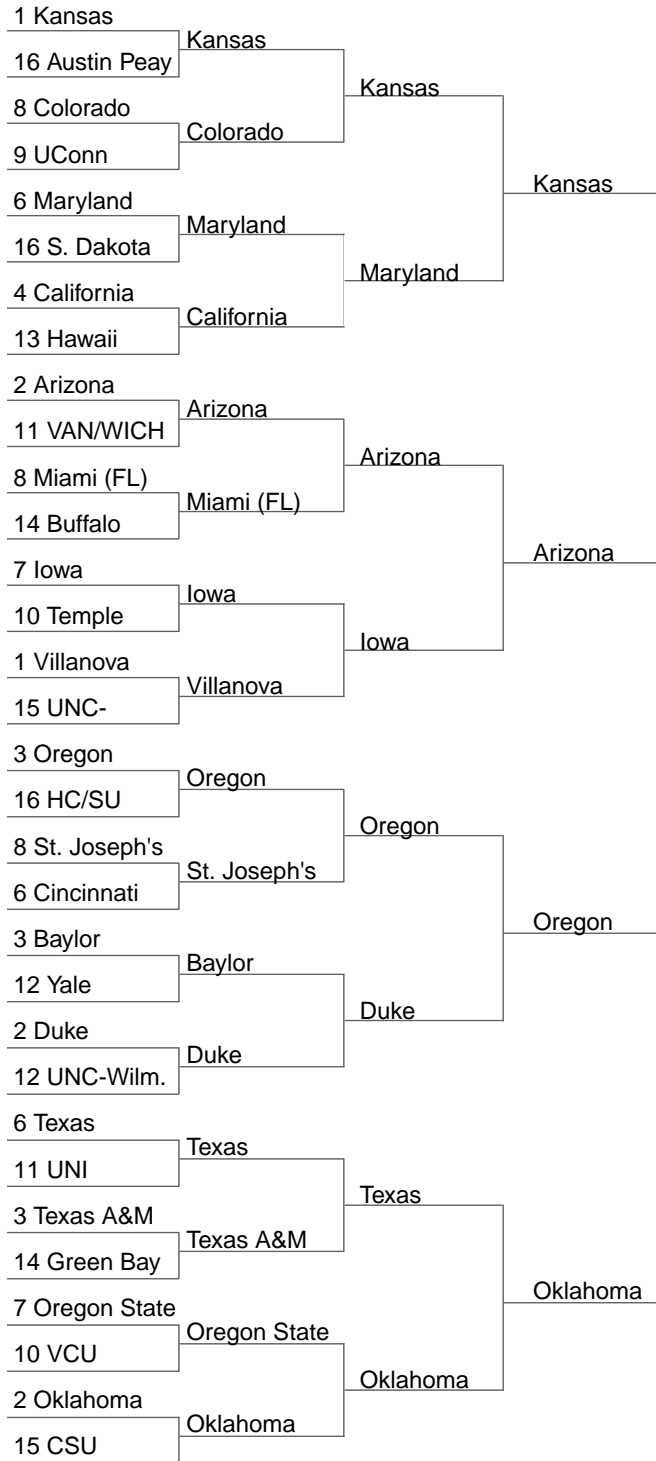 1 Kansas
16 Austin Peay
8 Colorado
9 UConn
6 Maryland
16 S. Dakota
4 California
13 Hawaii
2 Arizona
11 VAN/WICH
8 Miami (FL)
14 Buffalo
7 Iowa
10 Temple
1 Villanova
15 UNC-
3 Oregon
16 HC/SU
8 St. Joseph's
6 Cincinnati
3 Baylor
12 Yale
2 Duke
12 UNC-Wilm.
6 Texas
11 UNI
3 Texas A&M
14 Green Bay
7 Oregon State
10 VCU
2 Oklahoma
15 CSU
Kansas
Colorado
Maryland
California
Arizona
Miami (FL)
Iowa
Villanova
Oregon
St. Joseph's
Baylor
Duke
Texas
Texas A&M
Oregon State
Oklahoma
Kansas
Maryland
Arizona
Iowa
Oregon
Duke
Texas
Oklahoma
Kansas
Arizona
Oregon
Oklahoma